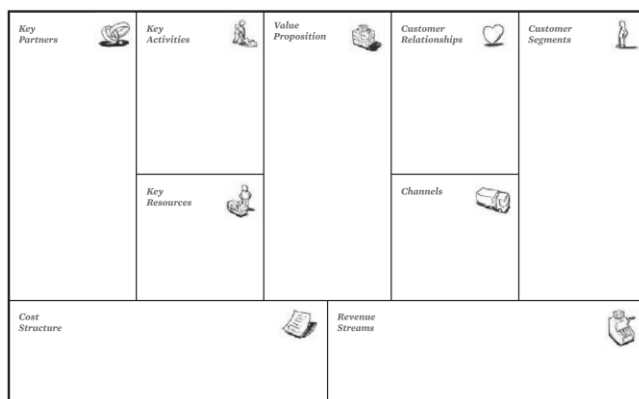 Key
Partners
Key
Activities
Value
Proposition
Customer
Relationships
Customer
Segments
Key
Resources
Channels
Cost
Structure
Revenue
Streams